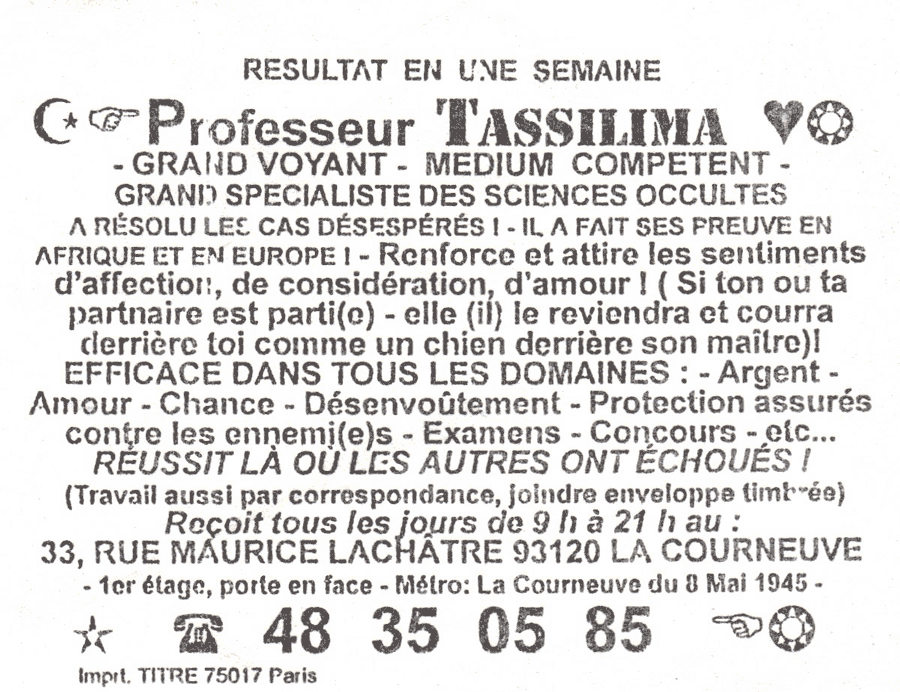 RESULTAT EN UNE SEMAINE
Professeur TASSILIMA
- GRAND VOYANT - MEDIUM COMPETENT -
GRAND SPECIALISTE DES SCIENCES OCCULTES
A RÉSOLU LES CAS DÉSESPÉRÉS ! - IL A FAIT SES PREUVE EN
AFRIQUE ET EN EUROPE ! - Renforce et attire les sentiments
d'affection, de considération, d'amour ! ( Si ton ou ta
partnaire est parti(e) - elle (il) le reviendra et courra
derrière toi comme un chien derrière son maître)!
EFFICACE DANS TOUS LES DOMAINES : - Argent -
Amour - Chance - Désenvoûtement - Protection assurés
contre les ennemi(e)s - Examens - Concours - etc...
RÉUSSIT LÀ OÙ LES AUTRES ONT ÉCHOUÉS !
(Travail aussi par correspondance, joindre enveloppe timbrée)
Reçoit tous les jours de 9 h à 21 h au :
33, RUE MAURICE LACHÂTRE 93120 LA COURNEUVE
- 1er étage, porte en face - Métro: La Courneuve du 8 Mai 1945 -
48 35 05 85
Imprt. TITRE 75017 Paris